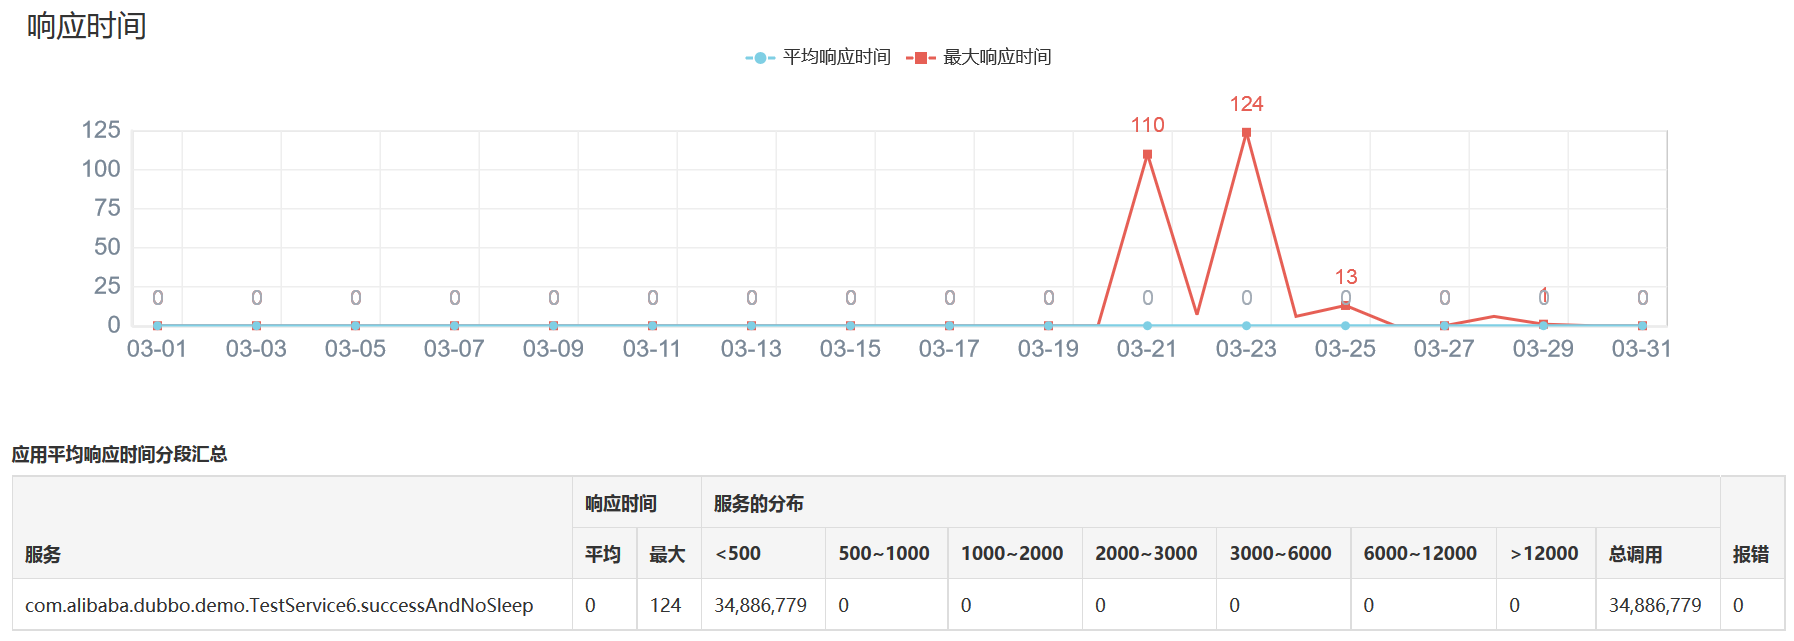 响应时间
平均响应时间 最大响应时间
124
110
125
100
75
50
25
13
0 0 0 0 0 0 0 0 0 0 0 0 0 0 0 1 0
0
03-01 03-03 03-05 03-07 03-09 03-11 03-13 03-15 03-17 03-19 03-21 03-23 03-25 03-27 03-29 03-31
应用平均响应时间分段汇总
响应时间 服务的分布
服务 平均 最大 <500 500~1000 1000~2000 2000~3000 3000~6000 6000~12000 >12000 总调用 报错
com.alibaba.dubbo.demo.TestService6.successAndNoSleep 0 124 34,886,779 0 0 0 0 0 0 34,886,779 0